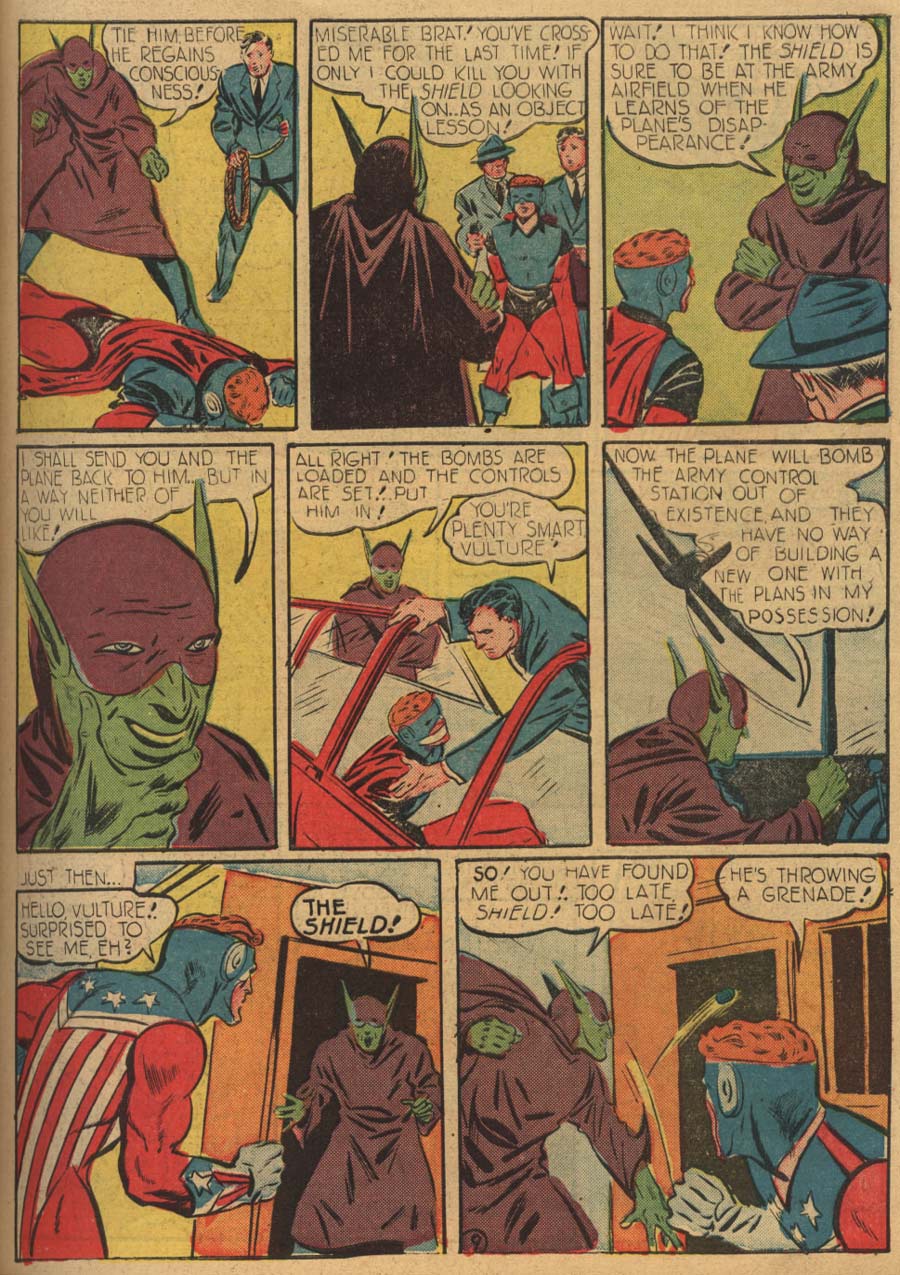 TIE HIM, BEFORE
HE REGAINS
CONSCIOUS-
NESS!
MISERABLE BRAT! YOU'VE CROSS-
ED ME FOR THE LAST TIME! IF
ONLY I COULD KILL YOU WITH
THE SHIELD LOOKING
ON.. AS AN OBJECT
LESSON!
WAIT! I THINK I KNOW HOW
TO DO THAT! THE SHIELD IS
SURE TO BE AT THE ARMY
AIRFIELD WHEN HE
LEARNS OF THE
PLANE'S DISAP-
PEARANCE!
I SHALL SEND YOU AND THE
PLANE BACK TO HIM... BUT IN
A WAY NEITHER OF
YOU WILL
LIKE!
ALL RIGHT! THE BOMBS ARE
LOADED AND THE CONTROLS
ARE SET!.. PUT
HIM IN!
YOU'RE
PLENTY SMART,
VULTURE!
NOW THE PLANE WILL BOMB
THE ARMY CONTROL
STATION OUT OF
EXISTENCE, AND THEY
HAVE NO WAY
OF BUILDING A
NEW ONE WITH
THE PLANS IN MY
POSSESSION!
JUST THEN...
HELLO, VULTURE!
SURPRISED TO
SEE ME, EH?
THE
SHIELD!
SO! YOU HAVE FOUND
ME OUT!. TOO LATE,
SHIELD! TOO LATE!
HE'S THROWING
A GRENADE!
9